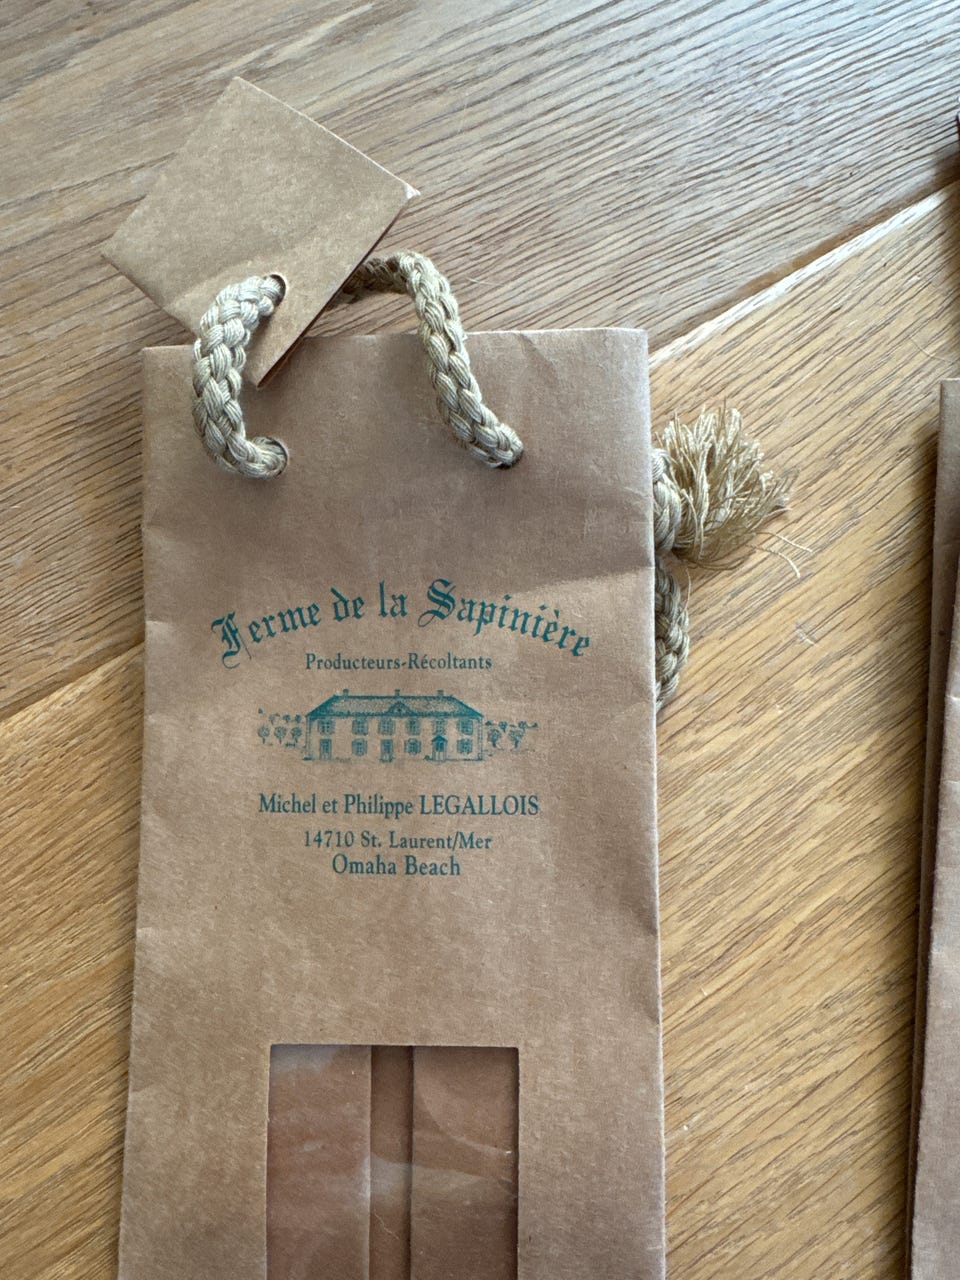 Ferme de la Sapinière
Producteurs-Récoltants
Michel et Philippe LEGALLOIS
14710 St. Laurent/Mer
Omaha Beach